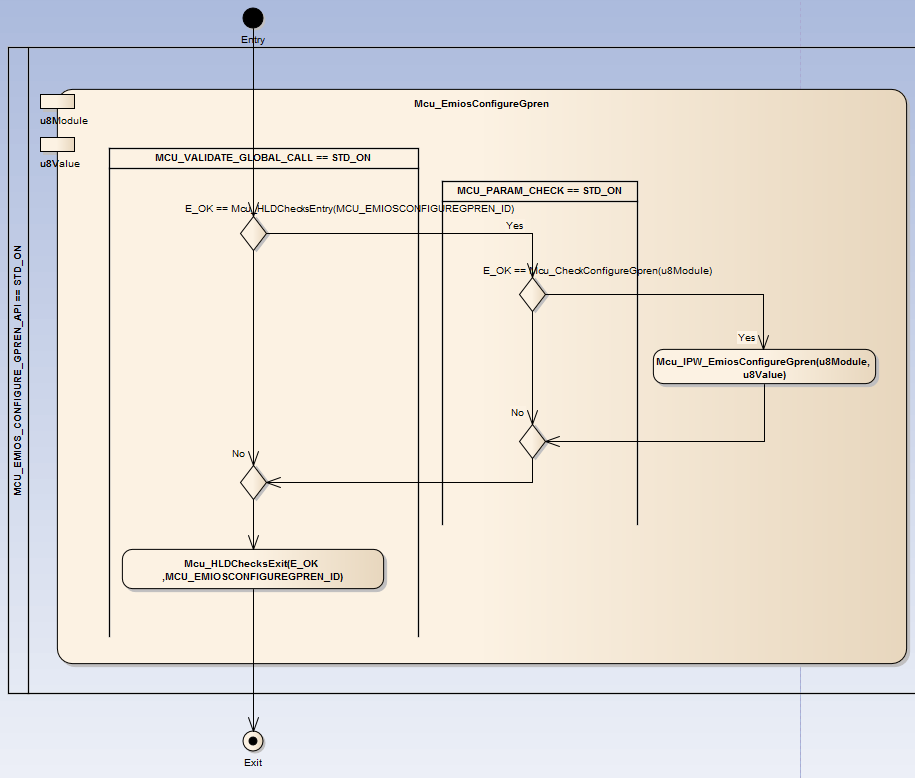 Entry
Mcu_EmiosConfigureGpren
u8Module
u8Value
MCU_VALIDATE_GLOBAL_CALL == STD_ON
MCU_PARAM_CHECK == STD_ON
E_OK == Mcu_HLDChecksEntry(MCU_EMIOSCONFIGUREGPREN_ID)
Yes
E_OK == Mcu_CheckConfigureGpren(u8Module)
Yes
Mcu_IPW_EmiosConfigureGpren(u8Module,
u8Value)
No
No
MCU_EMIOS_CONFIGURE_GPREN_API == STD_ON
Mcu_HLDChecksExit(E_OK
,MCU_EMIOSCONFIGUREGPREN_ID)
Exit